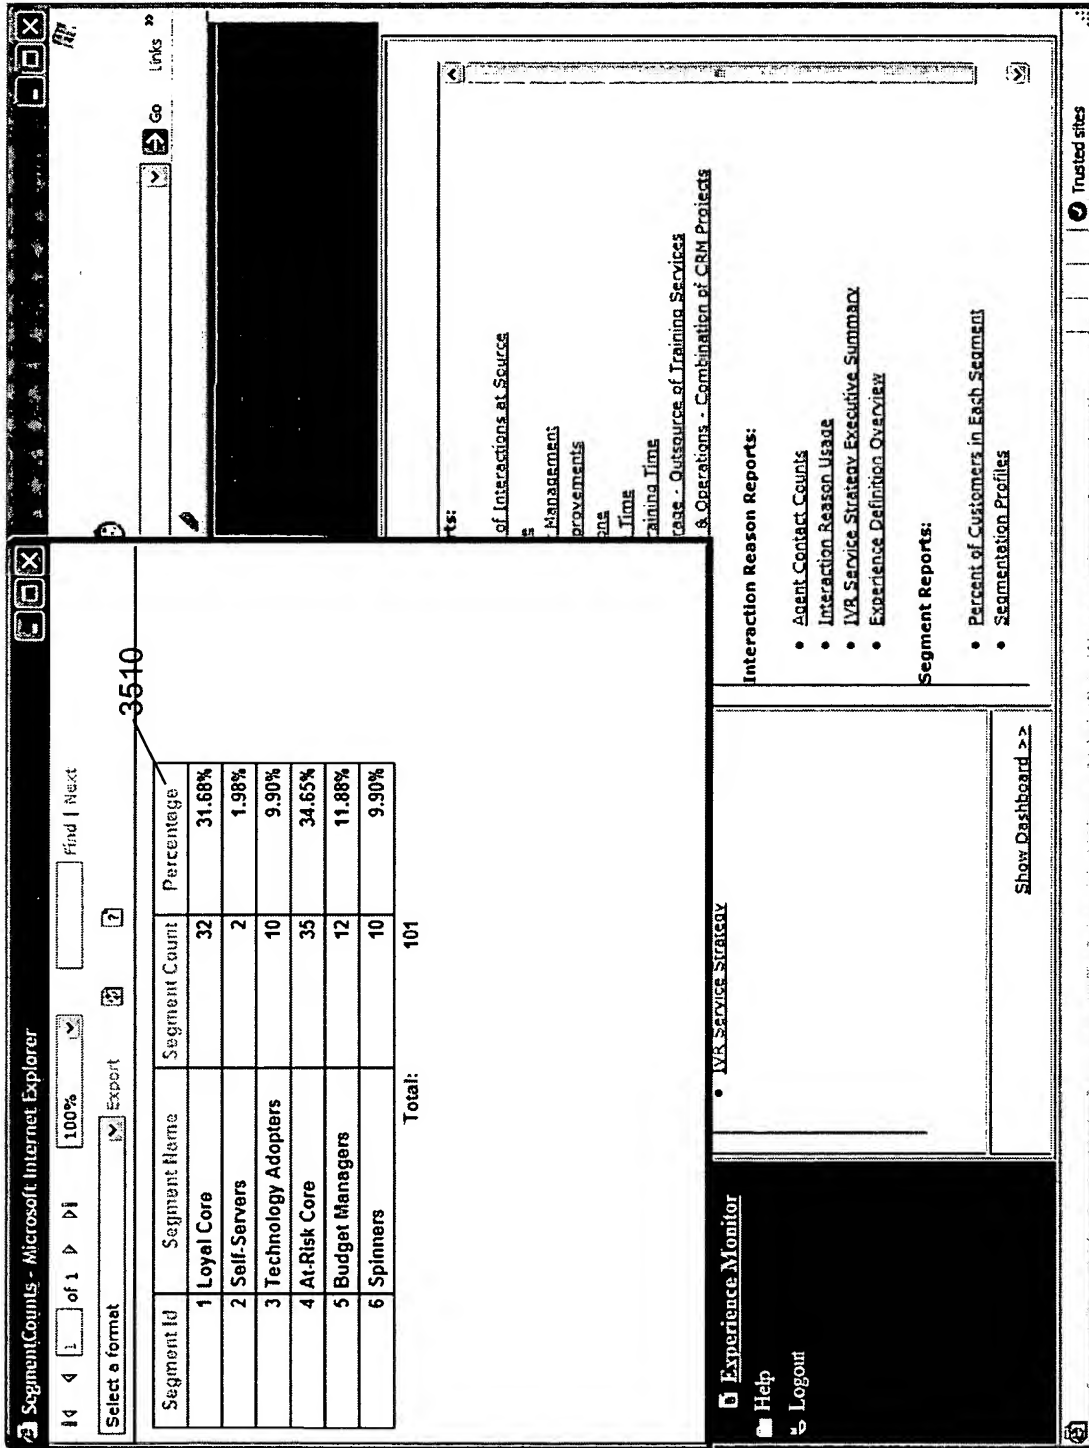 SegmentCounts - Microsoft Internet Explorer
1 of 1 100% Find | Next
Select a format Export
3510
Segment Id Segment Name Segment Count Percentage
1 Loyal Core 32 31.68%
2 Self-Servers 2 1.98%
3 Technology Adopters 10 9.90%
4 At-Risk Core 35 34.65%
5 Budget Managers 12 11.88%
6 Spinners 10 9.90%
Total: 101
Go Links »
rts:
of Interactions at Source
Management
provements
one
Time
aining Time
rage - Outsource of Training Services
& Operations - Combination of CRM Projects
Interaction Reason Reports:
• Agent Contact Counts
• Interaction Reason Usage
• IVR Service Strategy Executive Summary
• Experience Definition Overview
Segment Reports:
• Percent of Customers in Each Segment
• Segmentation Profiles
• IVR Service Strategy
Show Dashboard >>
Experience Monitor
Help
Logout
Trusted sites